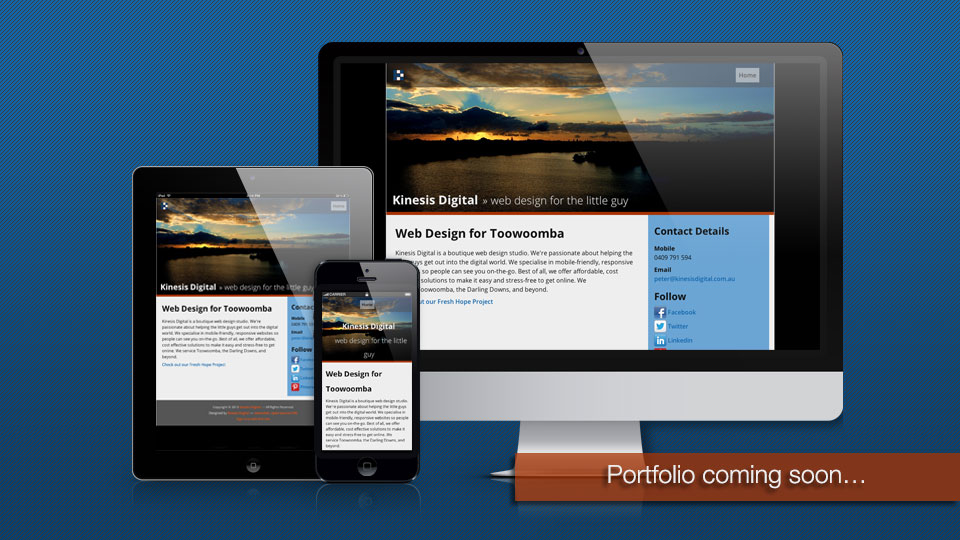 Home
Kinesis Digital » web design for the little guy
Web Design for Toowoomba
Kinesis Digital is a boutique web design studio. We're passionate about helping the
guys get out into the digital world. We specialise in mobile-friendly, responsive
so people can see you on-the-go. Best of all, we offer affordable, cost
solutions to make it easy and stress-free to get online. We
Toowoomba, the Darling Downs, and beyond.
out our Fresh Hope Project
Contact Details
Mobile
0409 791 594
Email
peter@kinesisdigital.com.au
Follow
Facebook
Twitter
LinkedIn
Home
Kinesis Digital » web design for the little guy
Web Design for Toowoomba
Kinesis Digital is a boutique web design studio. We're
passionate about helping the little guys get out into the digital
world. We specialise in mobile-friendly, responsive websites so
people can see you on-the-go. Best of all, we offer affordable,
cost effective solutions to make it easy and stress-free to get
online. We service Toowoomba, the Darling Downs, and
beyond.
Check out our Fresh Hope Project
Mobile
Email
Follow
CARRIER
Home
Kinesis Digital
web design for the little
guy
Web Design for
Toowoomba
Kinesis Digital is a boutique web design studio.
We're passionate about helping the little guys get
out into the digital world. We specialise in
mobile-friendly, responsive websites so people
can see you on-the-go. Best of all, we offer
affordable, cost effective solutions to make it
easy and stress-free to get online. We
service Toowoomba, the Darling Downs, and
beyond.
Portfolio coming soon…